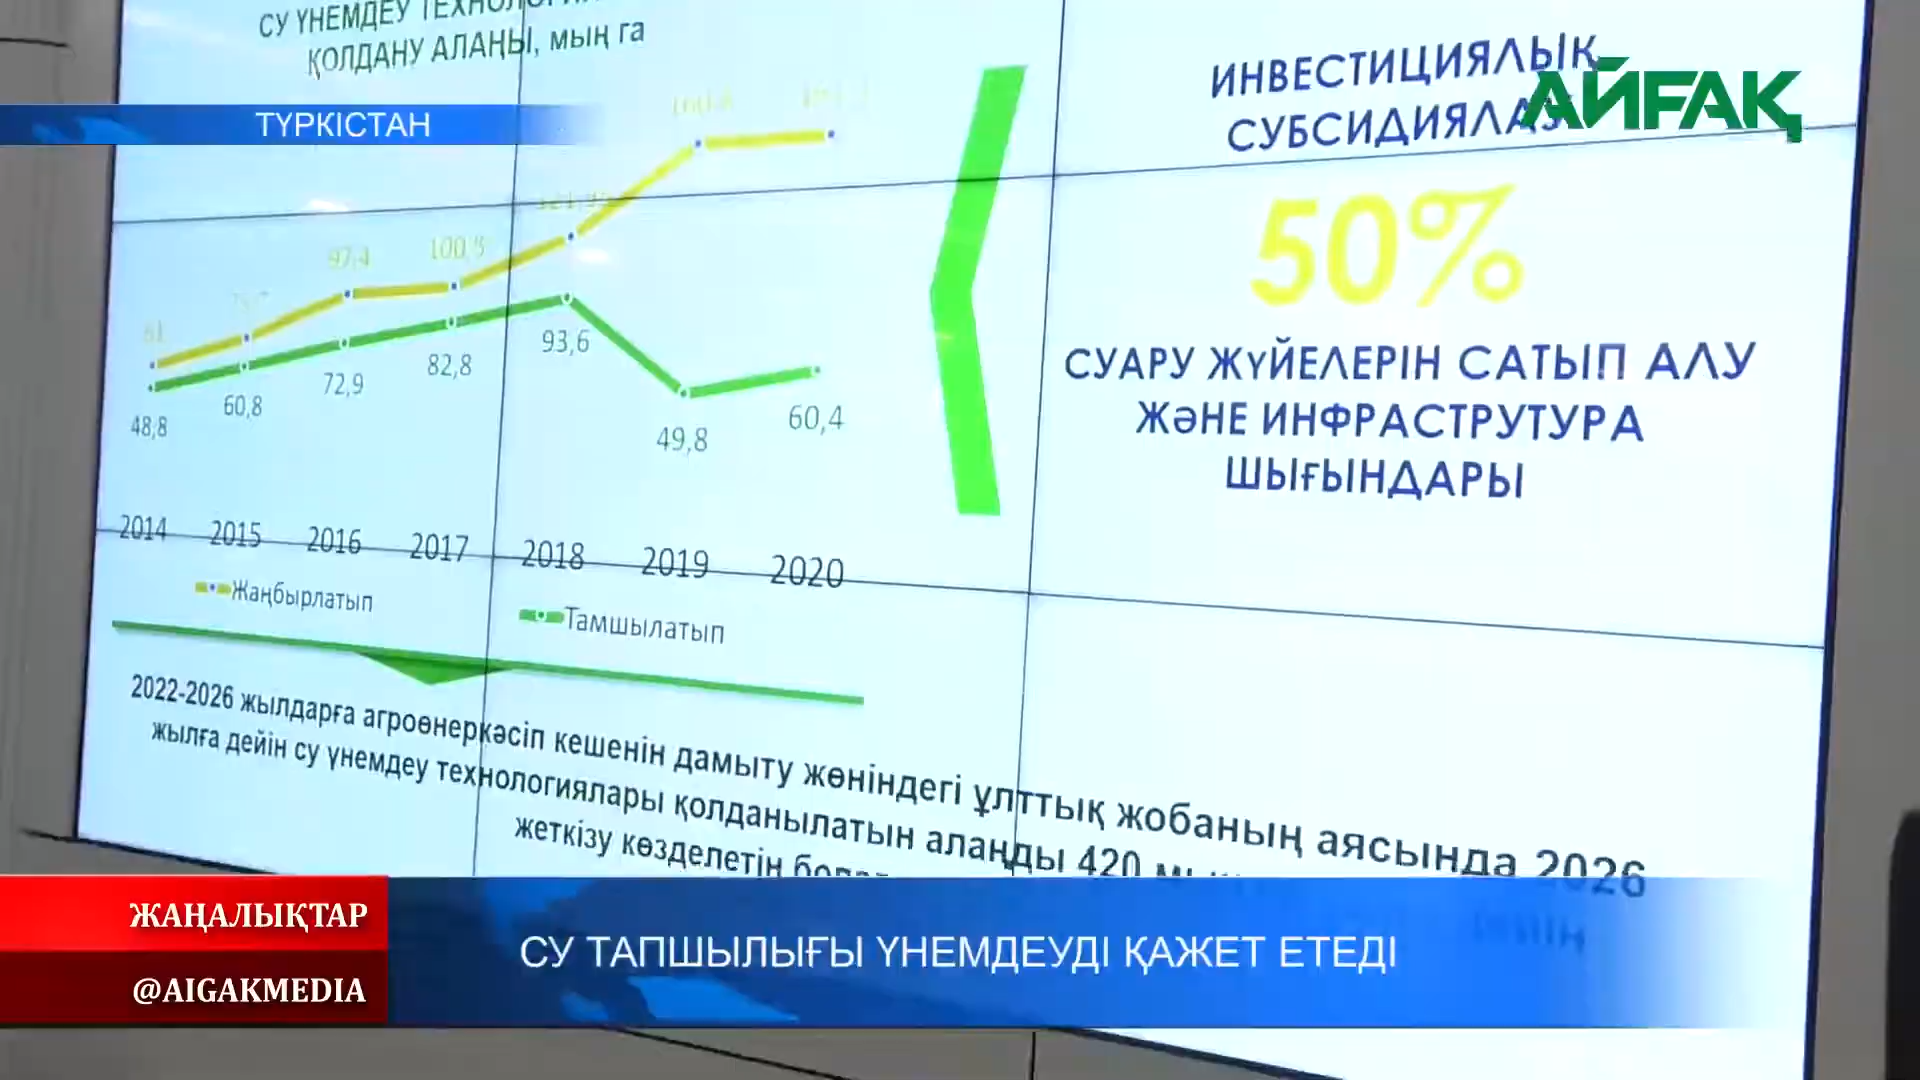 СУ ҮНЕМДЕУ
ҚОЛДАНУ АЛАҢЫ, мың га
ИНВЕСТИЦИЯЛЫҚ
СУБСИДИЯЛАУ
АЙҒАҚ
ТҮРКІСТАН
97,4
100,5
50%
СУАРУ ЖҮЙЕЛЕРІН САТЫП АЛУ
ЖӘНЕ ИНФРАСТРУТУРА
ШЫҒЫНДАРЫ
48,8
60,8
72,9
82,8
93,6
49,8
60,4
2014 2015 2016 2017 2018 2019 2020
Жаңбырлатып
Тамшылатып
2022-2026 жылдарға агроөнеркәсіп кешенін дамыту жөніндегі ұлттық жобаның аясында 2026
жылға дейін су үнемдеу технологиялары қолданылатын алаңды 420
жеткізу көзделетін
ЖАҢАЛЫҚТАР
@AIGAKMEDIA
СУ ТАПШЫЛЫҒЫ ҮНЕМДЕУДІ ҚАЖЕТ ЕТЕДІ